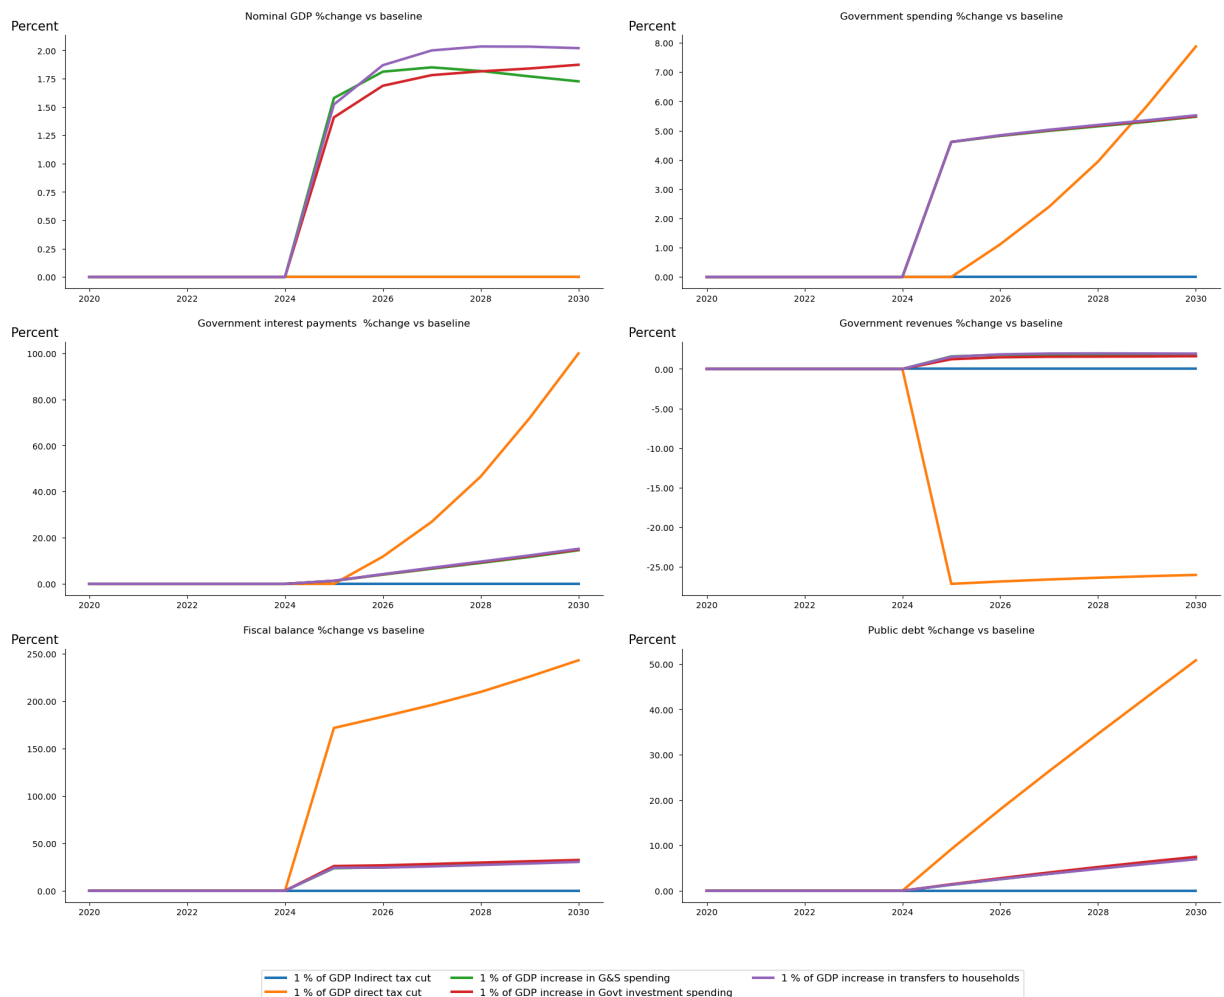 Nominal GDP %change vs baseline
Percent
2.00
1.75
1.50
1.25
1.00
0.75
0.50
0.25
0.00
2020 2022 2024 2026 2028 2030
Government spending %change vs baseline
Percent
8.00
7.00
6.00
5.00
4.00
3.00
2.00
1.00
0.00
2020 2022 2024 2026 2028 2030
Government interest payments  %change vs baseline
Percent
100.00
80.00
60.00
40.00
20.00
0.00
2020 2022 2024 2026 2028 2030
Government revenues %change vs baseline
Percent
0.00
-5.00
-10.00
-15.00
-20.00
-25.00
2020 2022 2024 2026 2028 2030
Fiscal balance %change vs baseline
Percent
250.00
200.00
150.00
100.00
50.00
0.00
2020 2022 2024 2026 2028 2030
Public debt %change vs baseline
Percent
50.00
40.00
30.00
20.00
10.00
0.00
2020 2022 2024 2026 2028 2030
1 % of GDP Indirect tax cut
1 % of GDP direct tax cut
1 % of GDP increase in G&S spending
1 % of GDP increase in Govt investment spending
1 % of GDP increase in transfers to households